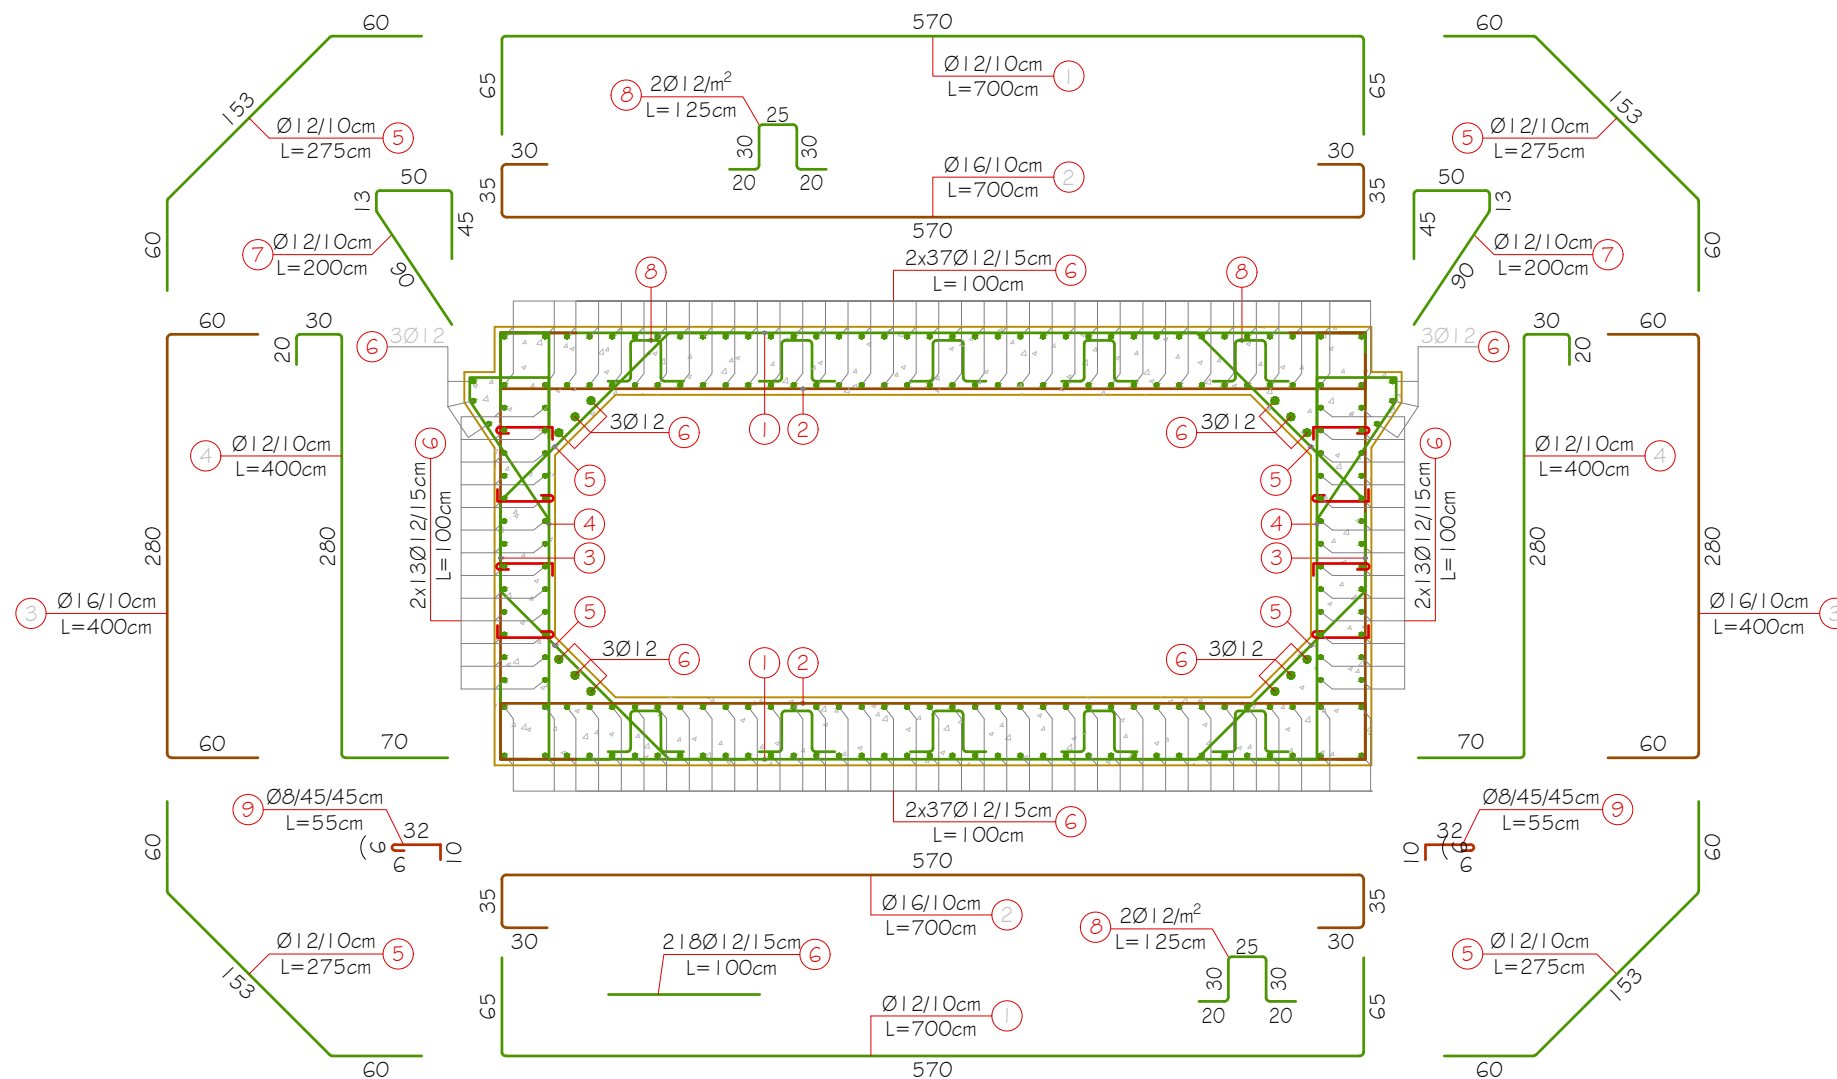 60
570
60
153
Ø12/10cm
L=275cm
5
65
8
2Ø12/m²
L=125cm
25
30
30
20
20
Ø12/10cm
L=700cm
1
65
153
5
Ø12/10cm
L=275cm
30
35
Ø16/10cm
L=700cm
2
30
35
570
60
50
13
45
7
Ø12/10cm
L=200cm
90
50
13
45
Ø12/10cm
L=200cm
7
90
60
2x37Ø12/15cm
L=100cm
6
8
8
60
30
20
6
3Ø12
3Ø12
6
30
20
60
280
3
Ø16/10cm
L=400cm
4
Ø12/10cm
L=400cm
280
6
2x13Ø12/15cm
L=100cm
3Ø12
6
1
2
6
3Ø12
5
5
4
4
3
3
5
5
3Ø12
6
1
2
6
3Ø12
6
2x13Ø12/15cm
L=100cm
Ø12/10cm
L=400cm
4
280
280
Ø16/10cm
L=400cm
3
60
70
70
60
9
Ø8/45/45cm
L=55cm
32
6
6
10
2x37Ø12/15cm
L=100cm
6
Ø8/45/45cm
L=55cm
9
32
6
6
10
60
570
60
35
Ø16/10cm
L=700cm
2
35
30
30
5
Ø12/10cm
L=275cm
153
218Ø12/15cm
L=100cm
6
8
2Ø12/m²
L=125cm
25
30
30
20
20
5
Ø12/10cm
L=275cm
153
65
Ø12/10cm
L=700cm
1
65
60
570
60